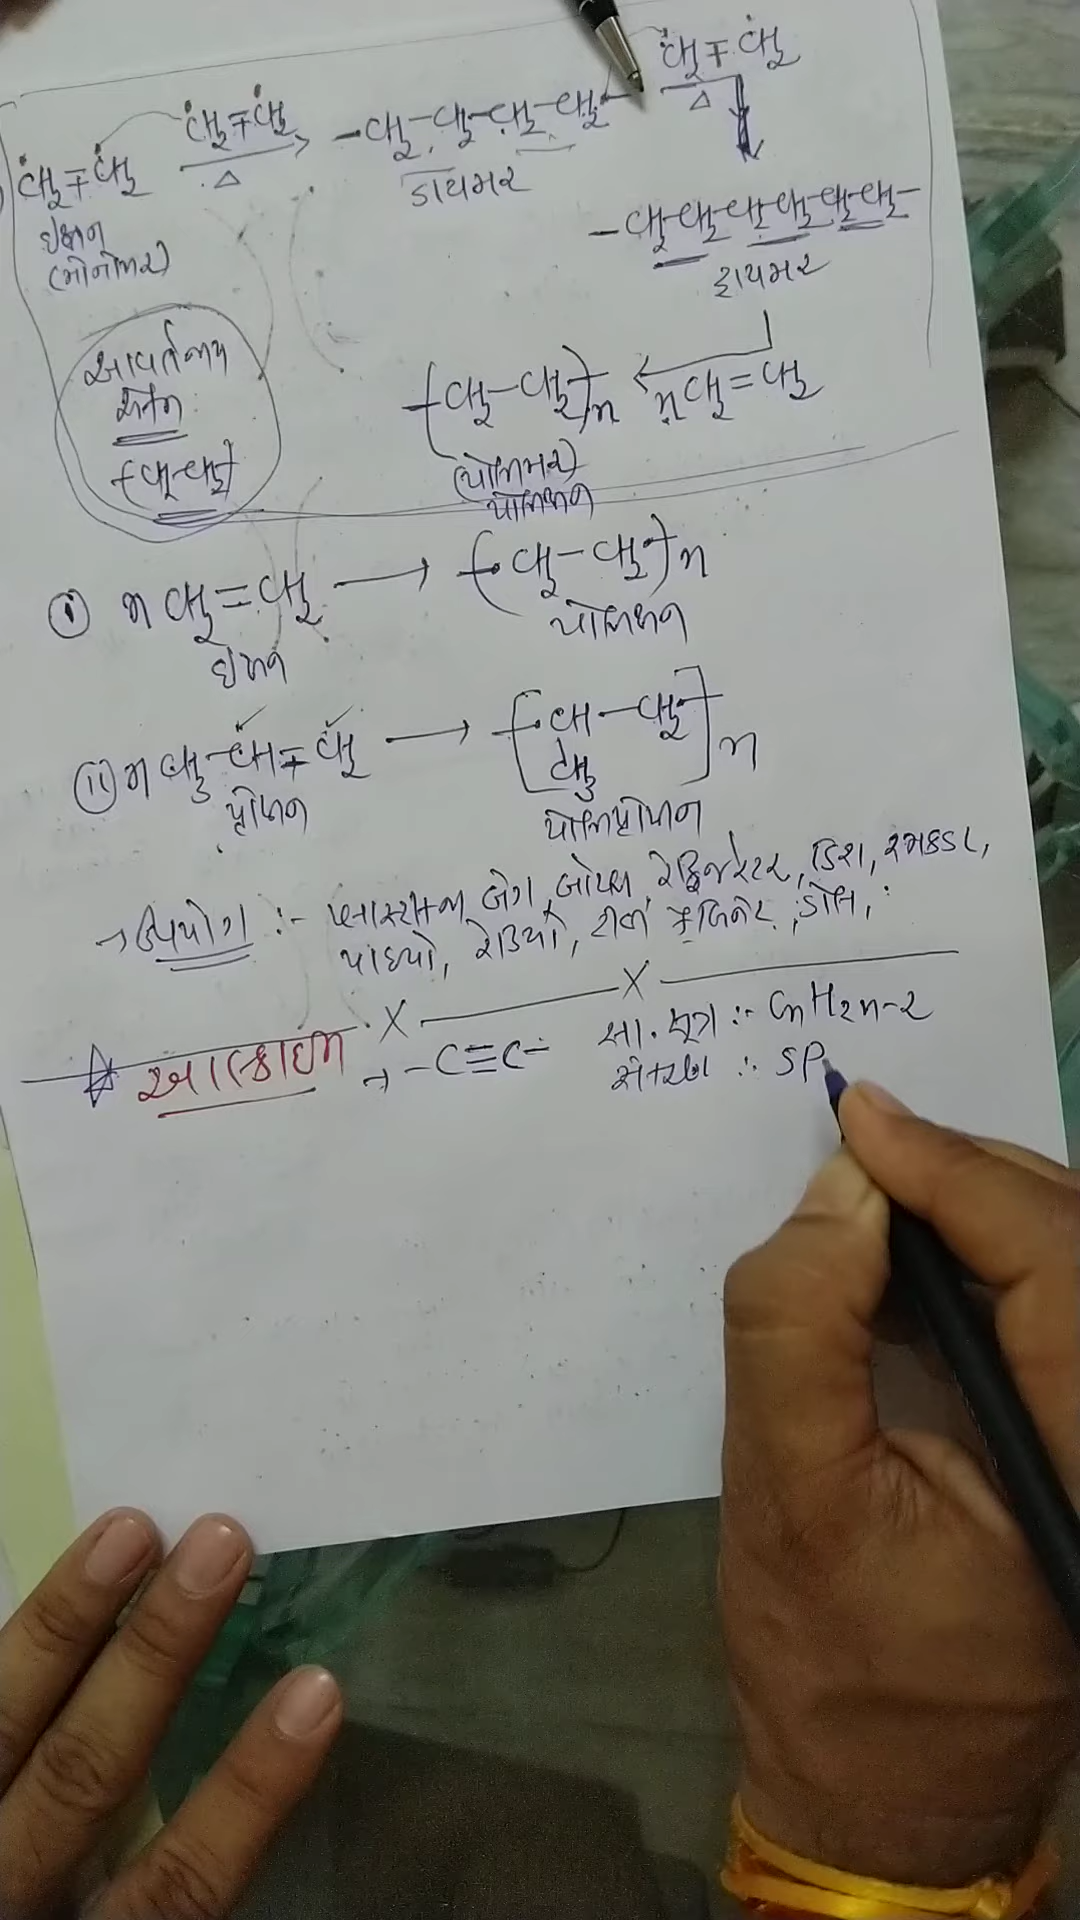 CH₂=CH₂ CH₂=CH₂ Δ → -CH₂-CH₂-CH₂-CH₂- CH₂=CH₂ Δ
ઇથીન
(મોનોમર)
ડાયમર
-CH₂-CH₂-CH₂-CH₂-CH₂-CH₂-
ટ્રાયમર
આવર્તનીય
એકમ
(CH₂-CH₂)
(CH₂-CH₂)n ← nCH₂=CH₂
(પોલિમર)
પોલિથીન
(i) n CH₂=CH₂ → (CH₂-CH₂)n
ઇથીન પોલિથીન
(ii) n CH₃-CH=CH₂ → [CH-CH₂]n
CH₃
પ્રોપીન પોલિપ્રોપીન
→ ઉપયોગ :- પ્લાસ્ટીકની બેગ, બોટલ, રેફ્રિજરેટર, ડિશ, રમકડા,
પાઇપો, રેડિયો, ટીવી કેબિનેટ, ડોલ,
આલ્કાઇન → -C≡C- સા. સૂત્ર :- CnH2n-2
સંકરણ :- SP